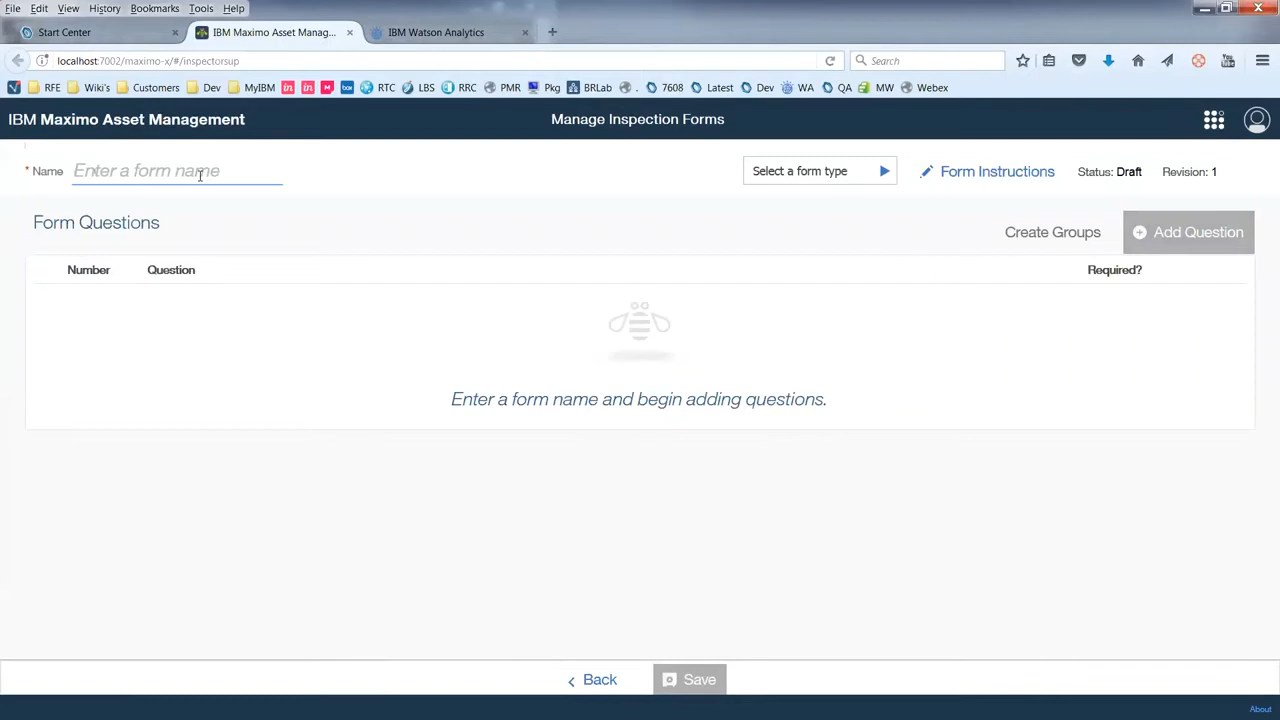 File Edit View History Bookmarks Tools Help
Start Center × IBM Maximo Asset Manag... × IBM Watson Analytics × +
localhost:7002/maximo-x/#/inspectorsup Search
RFE Wiki's Customers Dev MyIBM in in M box RTC LBS RRC PMR Pkg BRLab . 7608 Latest Dev WA QA MW Webex
IBM Maximo Asset Management Manage Inspection Forms
* Name Enter a form name Select a form type Form Instructions Status: Draft Revision: 1
Form Questions
Create Groups Add Question
Number Question Required?
Enter a form name and begin adding questions.
Back Save
About